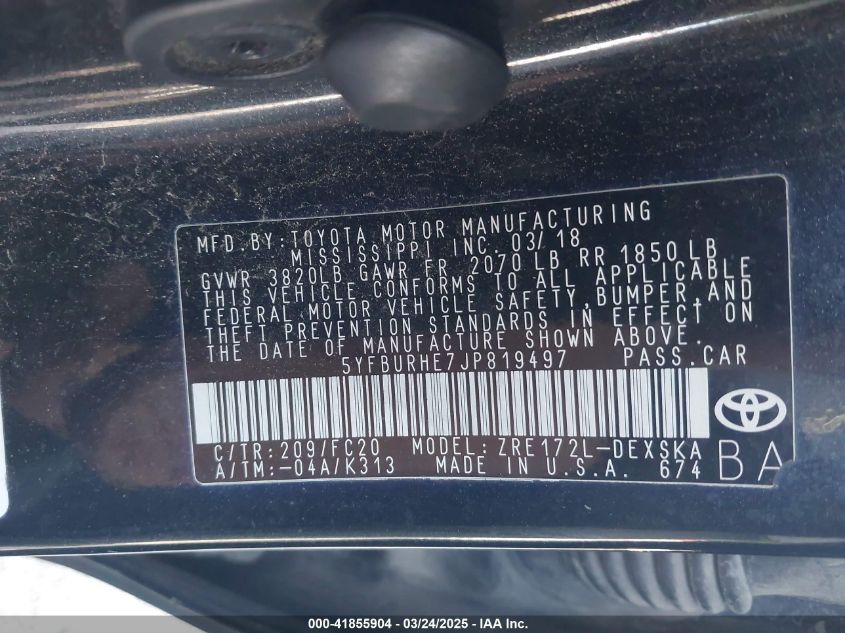 MFD. BY: TOYOTA MOTOR MANUFACTURING
MISSISSIPPI INC. 03/18
GVWR 3820LB GAWR FR 2070 LB RR 1850LB
THIS VEHICLE CONFORMS TO ALL APPLICABLE
FEDERAL MOTOR VEHICLE SAFETY, BUMPER, AND
THEFT PREVENTION STANDARDS IN EFFECT ON
THE DATE OF MANUFACTURE SHOWN ABOVE.
5YFBURHE7JP819497 PASS. CAR
C/TR: 209/FC20 MODEL: ZRE172L-DEXSKA
A/TM: -04A/K313 MADE IN U.S.A. 674
BA
000-41855904 - 03/24/2025 - IAA Inc.